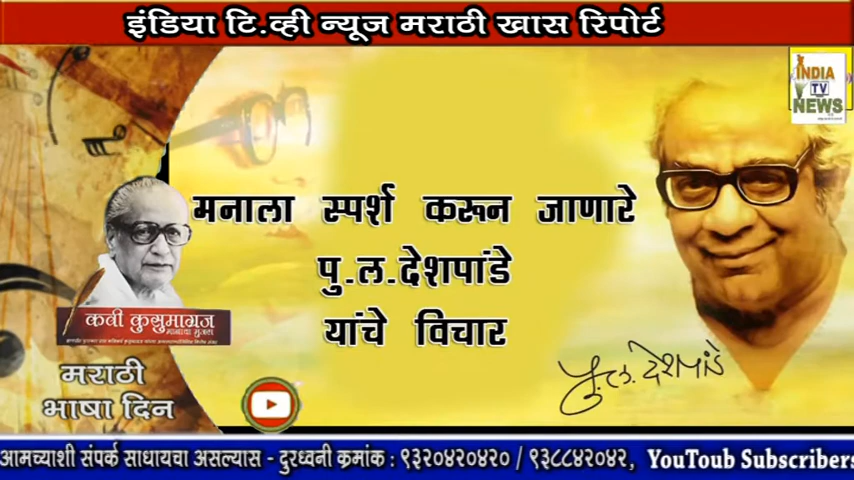 इंडिया टि.व्ही न्यूज मराठी खास रिपोर्ट
INDIA
TV
NEWS
मनाला स्पर्श करून जाणारे
पु.ल.देशपांडे
यांचे विचार
कवी कुसुमाग्रज
मराठी
भाषा दिन
पु.ल. देशपांडे
आमच्याशी संपर्क साधायचा असल्यास - दुरध्वनी क्रमांक : ९३२०४२०४२० / ९३८८४२०४२, YouToub Subscribers